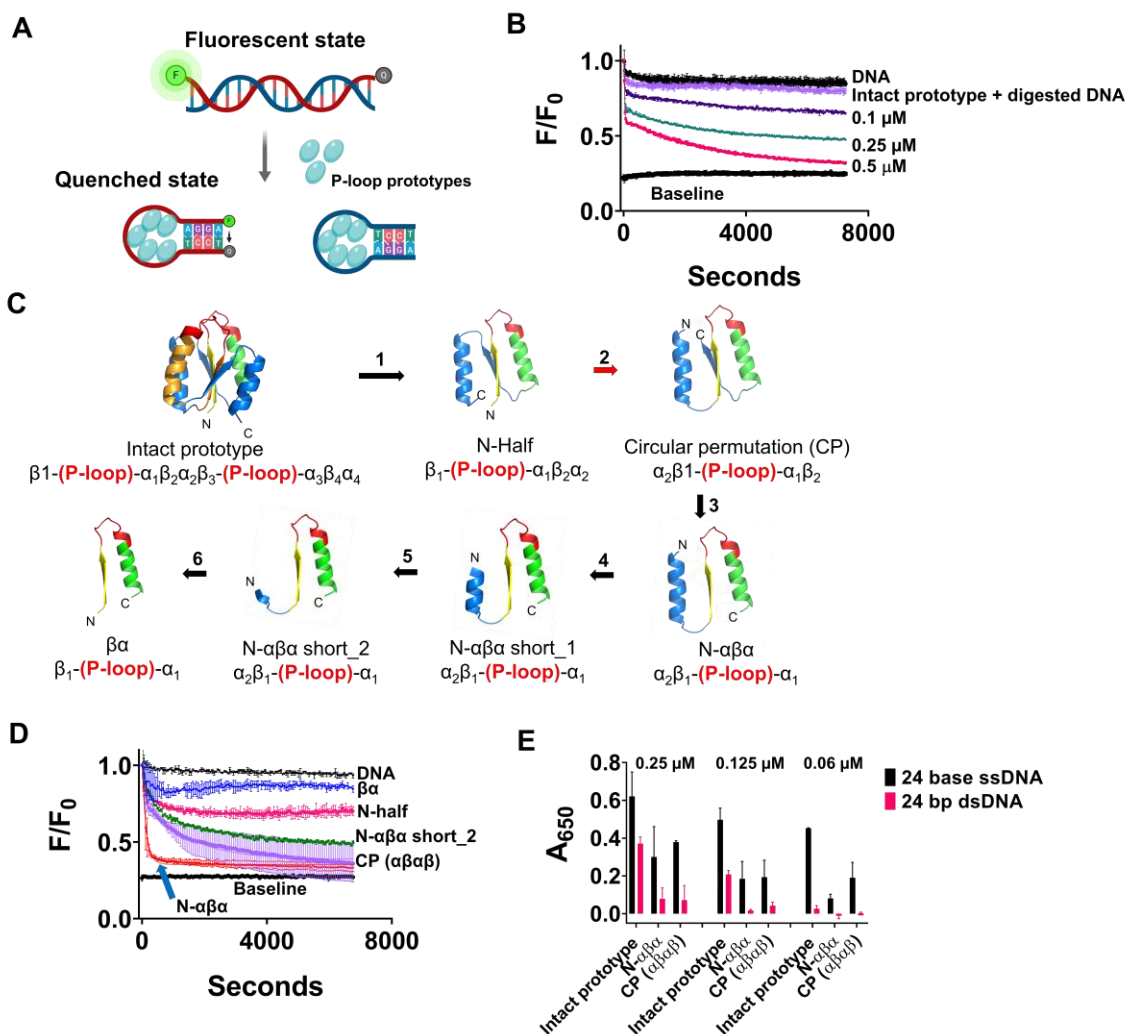 A
Fluorescent state
F
Q
Quenched state
P-loop prototypes
A G G A
T C C T
F
Q
T C C T
A G G A
B
F/F0
1.0
0.5
0.0
DNA
Intact prototype + digested DNA
0.1 µM
0.25 µM
0.5 µM
Baseline
0
4000
8000
Seconds
C
N
C
Intact prototype
β1-(P-loop)-α1β2α2β3-(P-loop)-α3β4α4
1
C
N
N-Half
β1-(P-loop)-α1β2α2
2
N
C
Circular permutation (CP)
α2β1-(P-loop)-α1β2
3
N
C
N-αβα
α2β1-(P-loop)-α1
4
N
C
N-αβα short_1
α2β1-(P-loop)-α1
5
N
C
N-αβα short_2
α2β1-(P-loop)-α1
6
C
N
βα
β1-(P-loop)-α1
D
F/F0
1.0
0.5
0.0
DNA
βα
N-half
N-αβα short_2
CP (αβαβ)
Baseline
N-αβα
0
4000
8000
Seconds
E
A650
0.8
0.6
0.4
0.2
0.0
0.25 µM
0.125 µM
0.06 µM
24 base ssDNA
24 bp dsDNA
Intact prototype
N-αβα
CP (αβαβ)
Intact prototype
N-αβα
CP (αβαβ)
Intact prototype
N-αβα
CP (αβαβ)